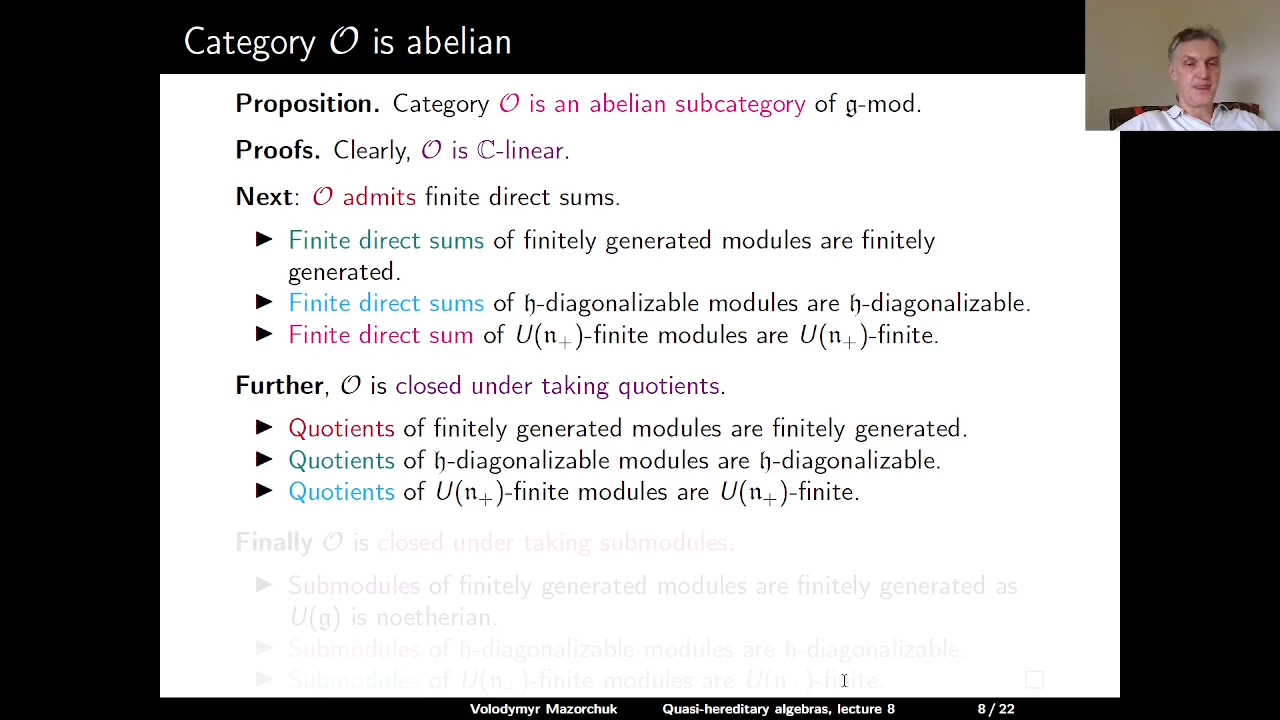 Category 𝒪 is abelian
Proposition. Category 𝒪 is an abelian subcategory of 𝔤-mod.
Proofs. Clearly, 𝒪 is ℂ-linear.
Next: 𝒪 admits finite direct sums.
▶ Finite direct sums of finitely generated modules are finitely
generated.
▶ Finite direct sums of 𝔥-diagonalizable modules are 𝔥-diagonalizable.
▶ Finite direct sum of U(𝔫₊)-finite modules are U(𝔫₊)-finite.
Further, 𝒪 is closed under taking quotients.
▶ Quotients of finitely generated modules are finitely generated.
▶ Quotients of 𝔥-diagonalizable modules are 𝔥-diagonalizable.
▶ Quotients of U(𝔫₊)-finite modules are U(𝔫₊)-finite.
Finally 𝒪 is closed under taking submodules.
▶ Submodules of finitely generated modules are finitely generated as
U(𝔤) is noetherian.
▶ Submodules of 𝔥-diagonalizable modules are 𝔥-diagonalizable.
▶ Submodules of U(𝔫₊)-finite modules are U(𝔫₊)-finite. □
Volodymyr Mazorchuk Quasi-hereditary algebras, lecture 8 8 / 22